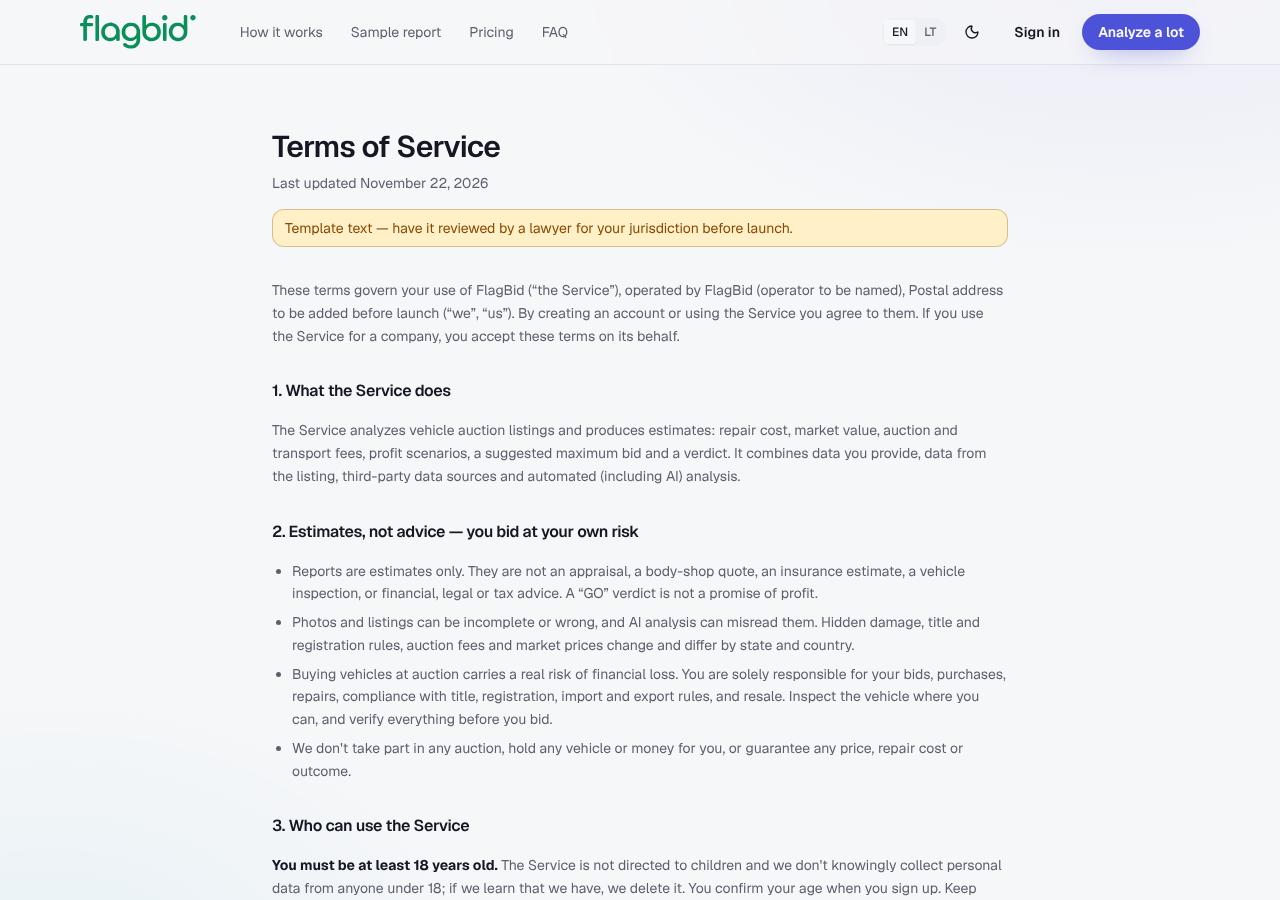 flagbid
How it works
Sample report
Pricing
FAQ
EN
LT
Sign in
Analyze a lot
Terms of Service
Last updated November 22, 2026
Template text — have it reviewed by a lawyer for your jurisdiction before launch.
These terms govern your use of FlagBid (“the Service”), operated by FlagBid (operator to be named), Postal address
to be added before launch (“we”, “us”). By creating an account or using the Service you agree to them. If you use
the Service for a company, you accept these terms on its behalf.
1. What the Service does
The Service analyzes vehicle auction listings and produces estimates: repair cost, market value, auction and
transport fees, profit scenarios, a suggested maximum bid and a verdict. It combines data you provide, data from
the listing, third-party data sources and automated (including AI) analysis.
2. Estimates, not advice — you bid at your own risk
• Reports are estimates only. They are not an appraisal, a body-shop quote, an insurance estimate, a vehicle
inspection, or financial, legal or tax advice. A “GO” verdict is not a promise of profit.
• Photos and listings can be incomplete or wrong, and AI analysis can misread them. Hidden damage, title and
registration rules, auction fees and market prices change and differ by state and country.
• Buying vehicles at auction carries a real risk of financial loss. You are solely responsible for your bids, purchases,
repairs, compliance with title, registration, import and export rules, and resale. Inspect the vehicle where you
can, and verify everything before you bid.
• We don't take part in any auction, hold any vehicle or money for you, or guarantee any price, repair cost or
outcome.
3. Who can use the Service
You must be at least 18 years old. The Service is not directed to children and we don't knowingly collect personal
data from anyone under 18; if we learn that we have, we delete it. You confirm your age when you sign up. Keep